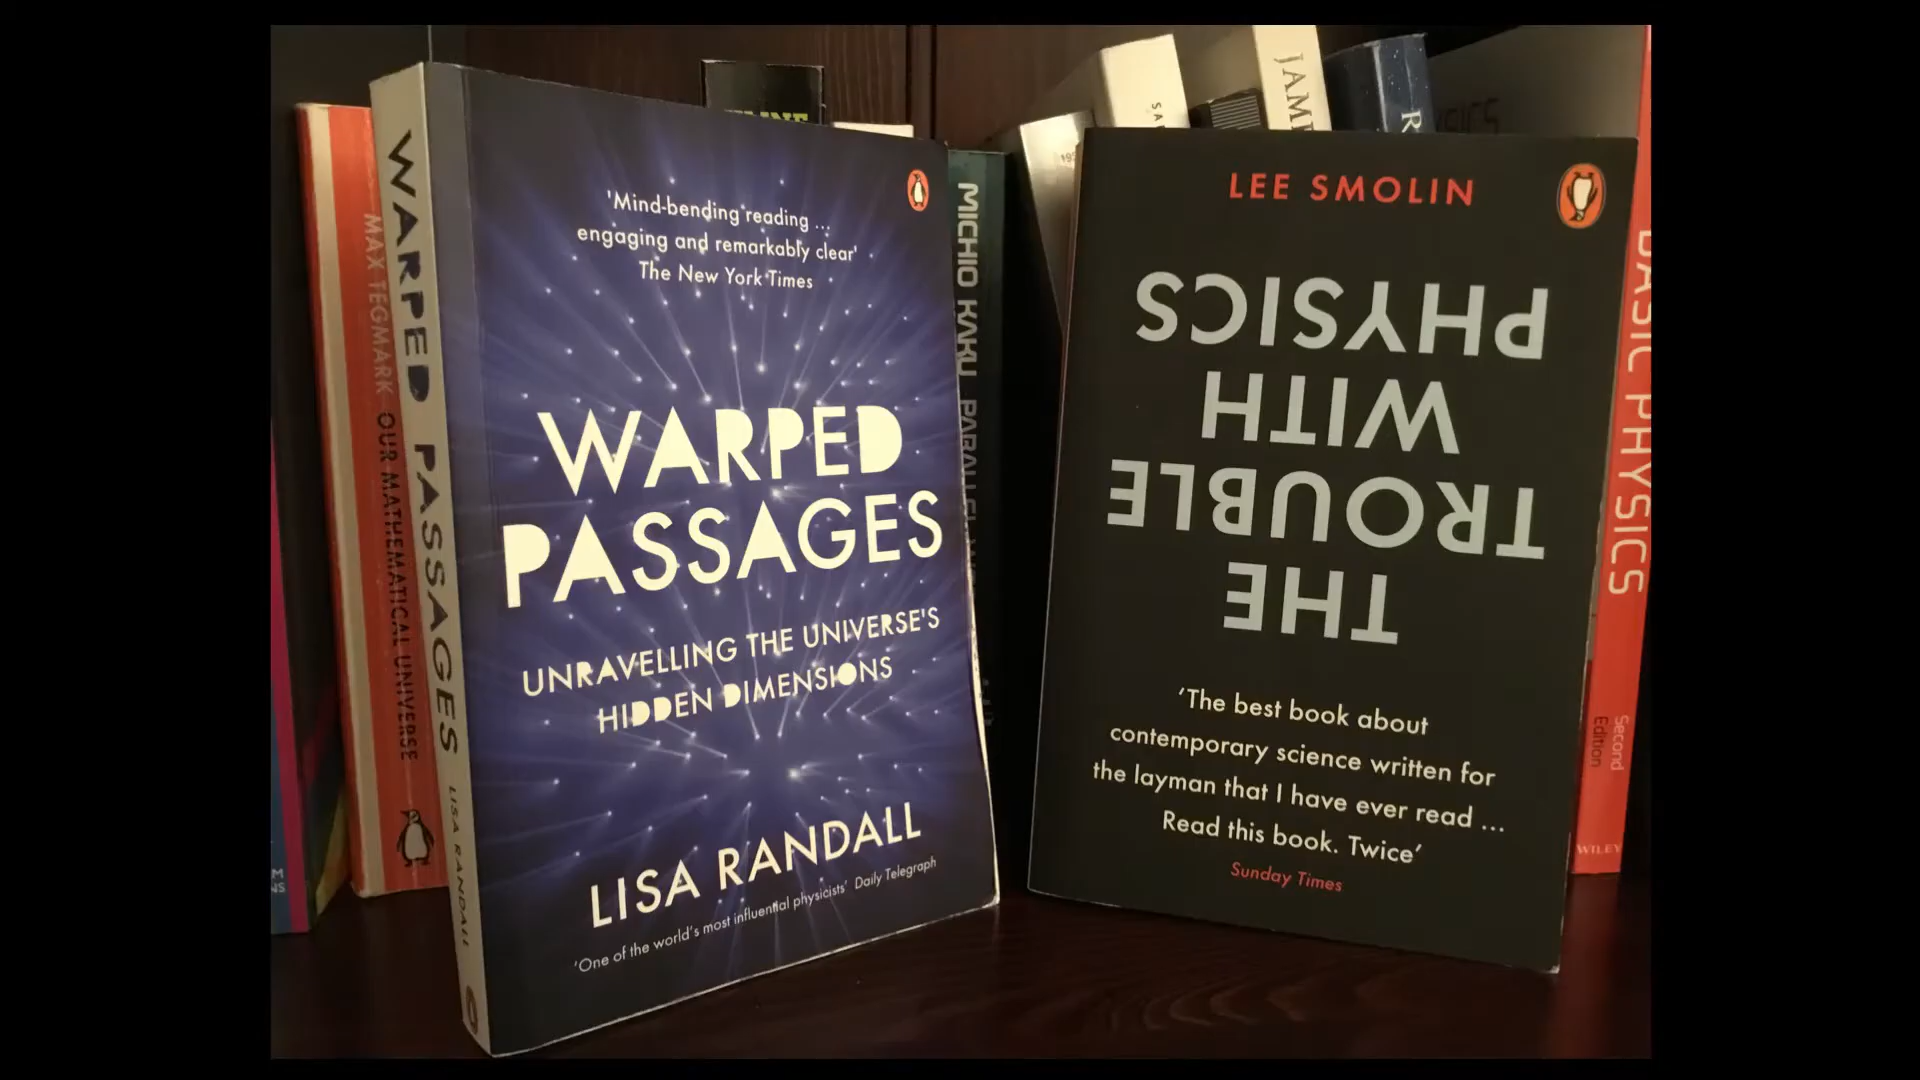 WARPED PASSAGES LISA RANDALL
MAX TEGMARK OUR MATHEMATICAL UNIVERSE
'Mind-bending reading ...
engaging and remarkably clear'
The New York Times
WARPED
PASSAGES
UNRAVELLING THE UNIVERSE'S
HIDDEN DIMENSIONS
LISA RANDALL
'One of the world's most influential physicists' Daily Telegraph
MICHIO KAKU
LEE SMOLIN
THE
TROUBLE
WITH
PHYSICS
'The best book about
contemporary science written for
the layman that I have ever read ...
Read this book. Twice'
Sunday Times
BASIC PHYSICS
Second
Edition
WILEY